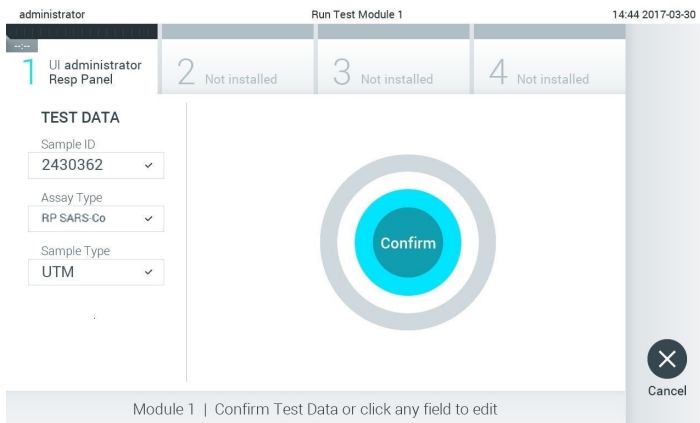 administrator Run Test Module 1 14:44 2017-03-30
--:--
1 UI administrator
Resp Panel
2 Not installed
3 Not installed
4 Not installed
TEST DATA
Sample ID
2430362
Assay Type
RP SARS-Co
Sample Type
UTM
Confirm
Cancel
Module 1 | Confirm Test Data or click any field to edit